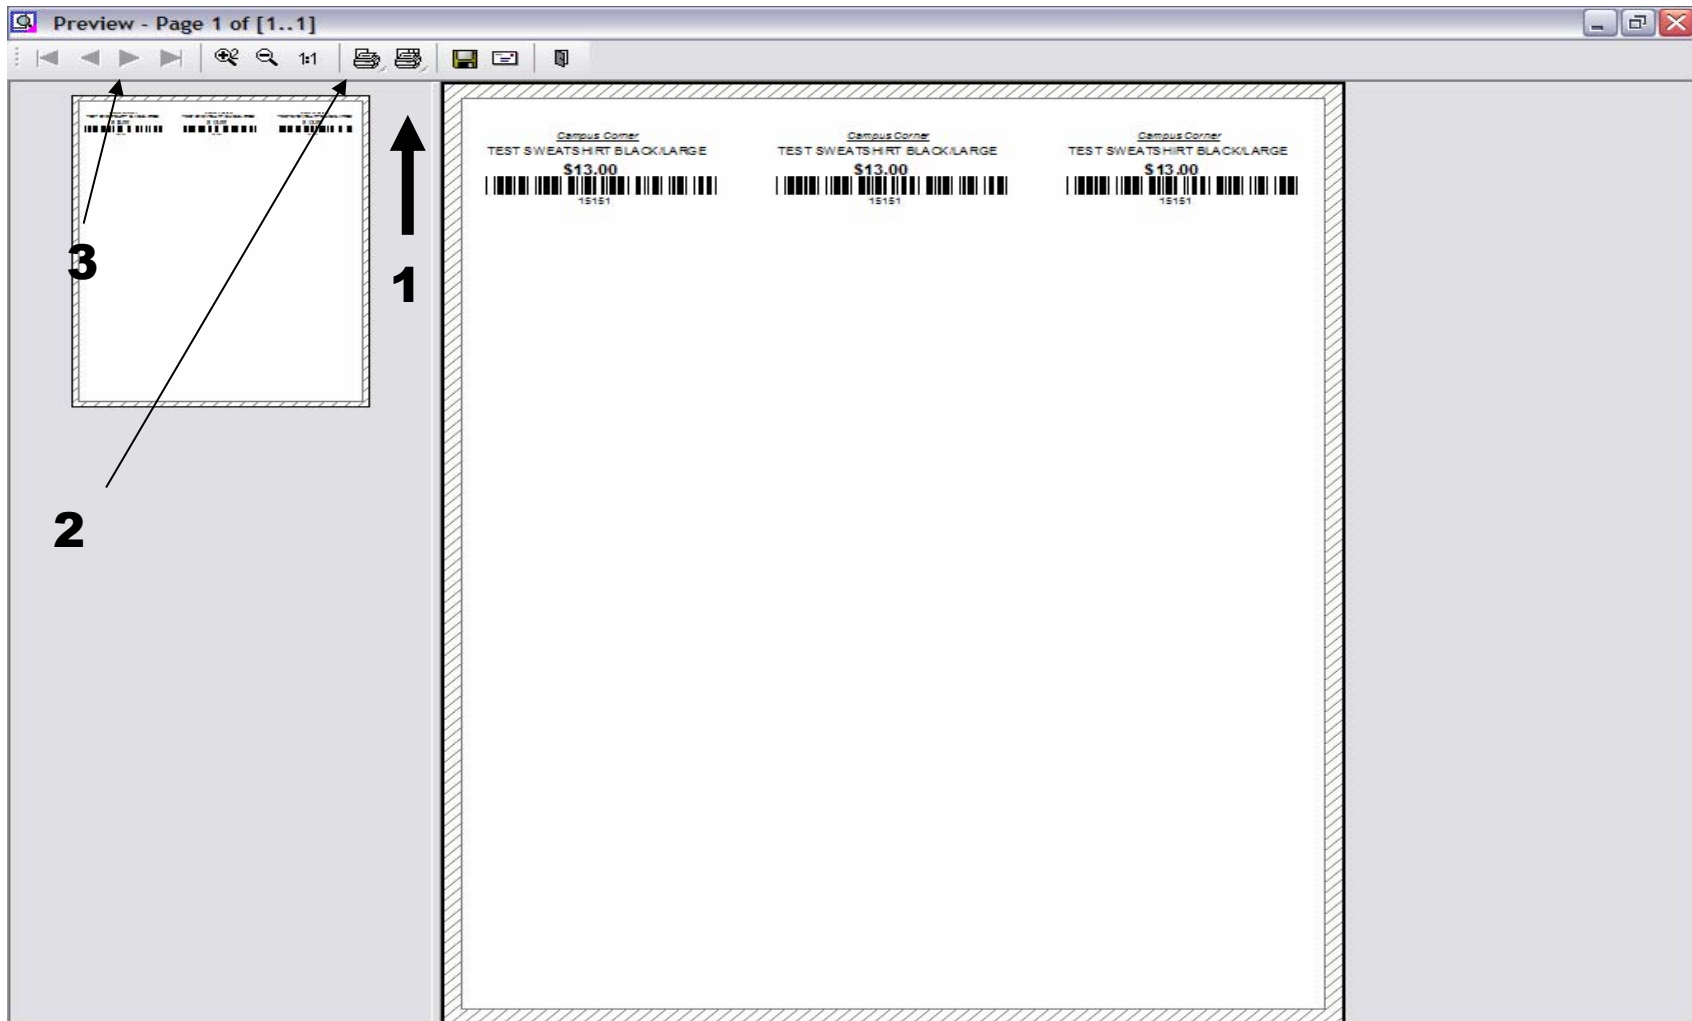 Preview - Page 1 of [1..1]
1:1
Campus Corner Campus Corner Campus Corner
TEST SWEATSHIRT BLACK/LARGE TEST SWEATSHIRT BLACK/LARGE TEST SWEATSHIRT BLACK/LARGE
$13.00 $13.00 $13.00
15151 15151 15151
3
1
2